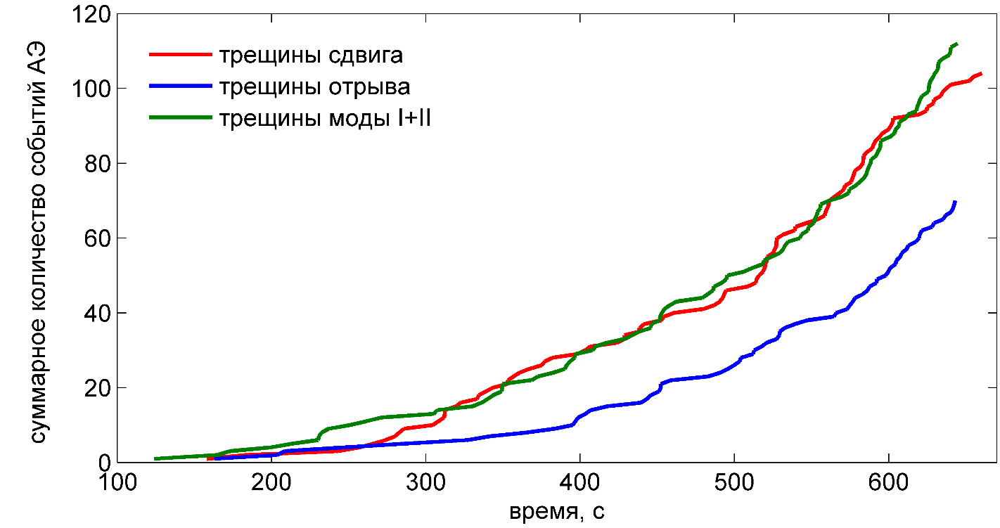 120
100
80
60
40
20
0
суммарное количество событий АЭ
трещины сдвига
трещины отрыва
трещины моды I+II
100 200 300 400 500 600
время, с